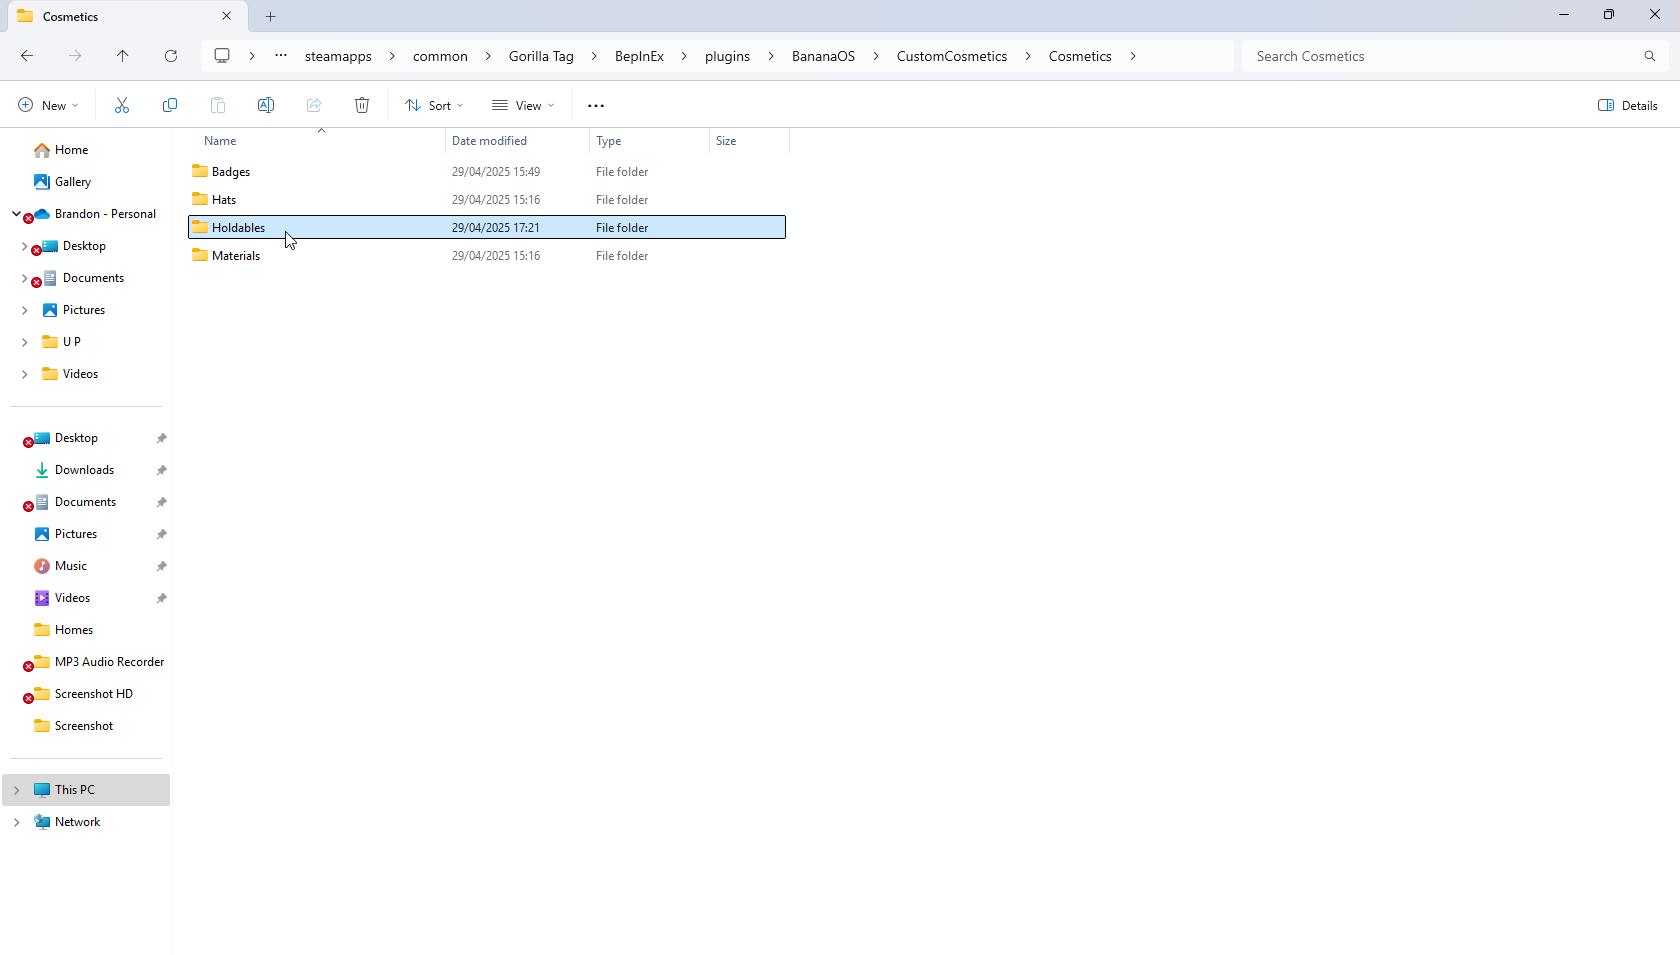 Cosmetics
steamapps > common > Gorilla Tag > BepInEx > plugins > BananaOS > CustomCosmetics > Cosmetics >
Search Cosmetics
New
Sort
View
Details
Name Date modified Type Size
Badges 29/04/2025 15:49 File folder
Hats 29/04/2025 15:16 File folder
Holdables 29/04/2025 17:21 File folder
Materials 29/04/2025 15:16 File folder
Home
Gallery
Brandon - Personal
Desktop
Documents
Pictures
U P
Videos
Desktop
Downloads
Documents
Pictures
Music
Videos
Homes
MP3 Audio Recorder
Screenshot HD
Screenshot
This PC
Network